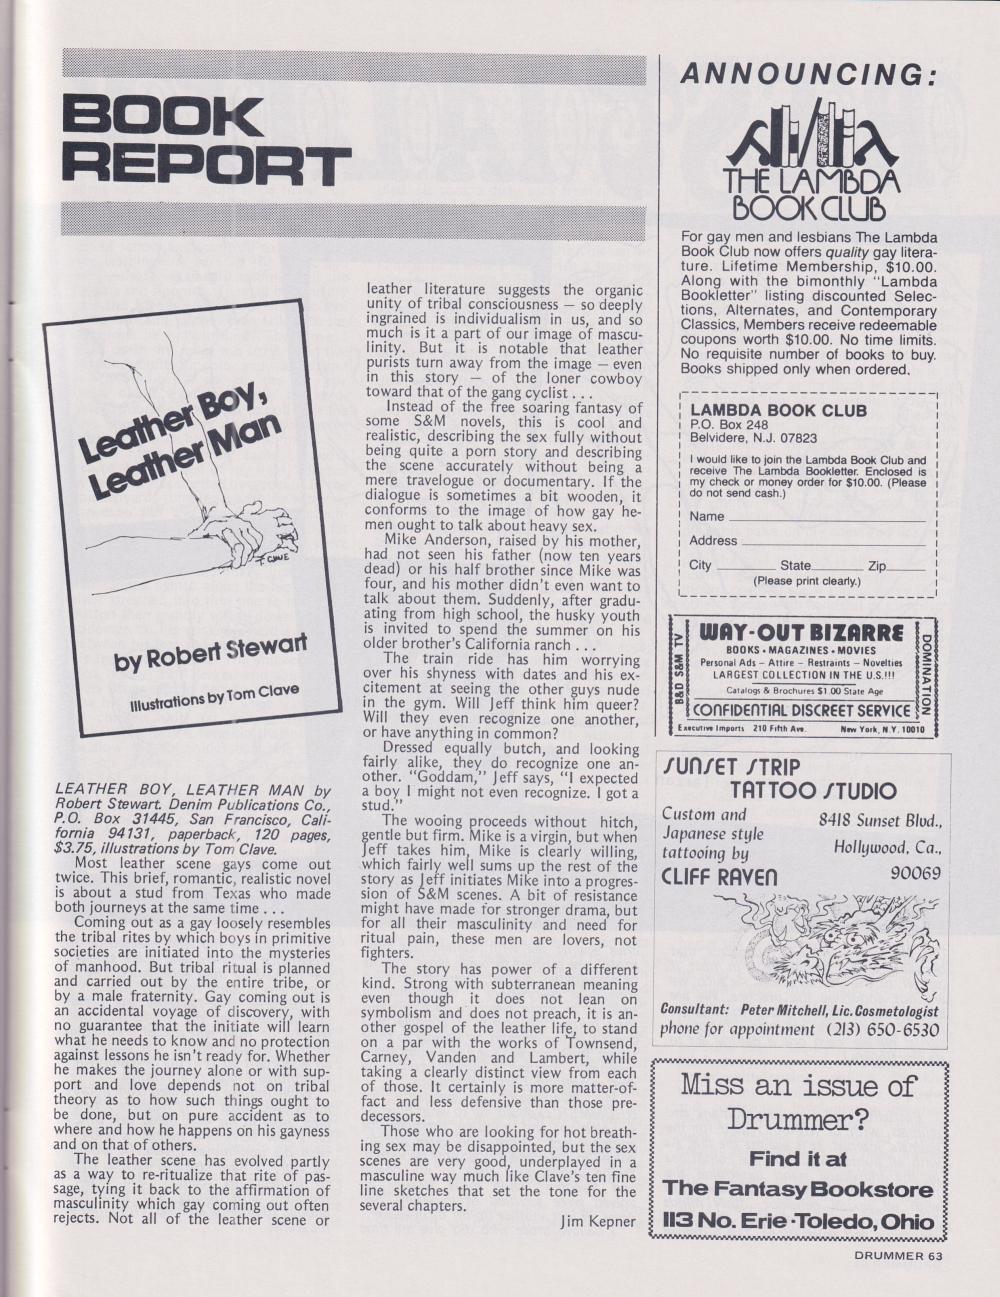 BOOK
REPORT
Leather Boy,
Leather Man
T. CLAVE
by Robert Stewart
Illustrations by Tom Clave
LEATHER BOY, LEATHER MAN by
Robert Stewart. Denim Publications Co.,
P.O. Box 31445, San Francisco, Cali-
fornia 94131, paperback, 120 pages,
$3.75, illustrations by Tom Clave.
Most leather scene gays come out
twice. This brief, romantic, realistic novel
is about a stud from Texas who made
both journeys at the same time . . .
Coming out as a gay loosely resembles
the tribal rites by which boys in primitive
societies are initiated into the mysteries
of manhood. But tribal ritual is planned
and carried out by the entire tribe, or
by a male fraternity. Gay coming out is
an accidental voyage of discovery, with
no guarantee that the initiate will learn
what he needs to know and no protection
against lessons he isn't ready for. Whether
he makes the journey alone or with sup-
port and love depends not on tribal
theory as to how such things ought to
be done, but on pure accident as to
where and how he happens on his gayness
and on that of others.
The leather scene has evolved partly
as a way to re-ritualize that rite of pas-
sage, tying it back to the affirmation of
masculinity which gay coming out often
rejects. Not all of the leather scene or
leather literature suggests the organic
unity of tribal consciousness — so deeply
ingrained is individualism in us, and so
much is it a part of our image of mascu-
linity. But it is notable that leather
purists turn away from the image — even
in this story — of the loner cowboy
toward that of the gang cyclist . . .
Instead of the free soaring fantasy of
some S&M novels, this is cool and
realistic, describing the sex fully without
being quite a porn story and describing
the scene accurately without being a
mere travelogue or documentary. If the
dialogue is sometimes a bit wooden, it
conforms to the image of how gay he-
men ought to talk about heavy sex.
Mike Anderson, raised by his mother,
had not seen his father (now ten years
dead) or his half brother since Mike was
four, and his mother didn't even want to
talk about them. Suddenly, after gradu-
ating from high school, the husky youth
is invited to spend the summer on his
older brother's California ranch . . .
The train ride has him worrying
over his shyness with dates and his ex-
citement at seeing the other guys nude
in the gym. Will Jeff think him queer?
Will they even recognize one another,
or have anything in common?
Dressed equally butch, and looking
fairly alike, they do recognize one an-
other. "Goddam," Jeff says, "I expected
a boy I might not even recognize. I got a
stud."
The wooing proceeds without hitch,
gentle but firm. Mike is a virgin, but when
Jeff takes him, Mike is clearly willing,
which fairly well sums up the rest of the
story as Jeff initiates Mike into a progres-
sion of S&M scenes. A bit of resistance
might have made for stronger drama, but
for all their masculinity and need for
ritual pain, these men are lovers, not
fighters.
The story has power of a different
kind. Strong with subterranean meaning
even though it does not lean on
symbolism and does not preach, it is an-
other gospel of the leather life, to stand
on a par with the works of Townsend,
Carney, Vanden and Lambert, while
taking a clearly distinct view from each
of those. It certainly is more matter-of-
fact and less defensive than those pre-
decessors.
Those who are looking for hot breath-
ing sex may be disappointed, but the sex
scenes are very good, underplayed in a
masculine way much like Clave's ten fine
line sketches that set the tone for the
several chapters.
Jim Kepner
ANNOUNCING:
THE LAMBDA
BOOK CLUB
For gay men and lesbians The Lambda
Book Club now offers quality gay litera-
ture. Lifetime Membership, $10.00.
Along with the bimonthly "Lambda
Bookletter" listing discounted Selec-
tions, Alternates, and Contemporary
Classics, Members receive redeemable
coupons worth $10.00. No time limits.
No requisite number of books to buy.
Books shipped only when ordered.
LAMBDA BOOK CLUB
P.O. Box 248
Belvidere, N.J. 07823
I would like to join the Lambda Book Club and
receive The Lambda Bookletter. Enclosed is
my check or money order for $10.00. (Please
do not send cash.)
Name
Address
City State Zip
(Please print clearly.)
B&D S&M TV
WAY-OUT BIZARRE
BOOKS • MAGAZINES • MOVIES
Personal Ads — Attire — Restraints — Novelties
LARGEST COLLECTION IN THE U.S.!!!
Catalogs & Brochures $1.00 State Age
CONFIDENTIAL DISCREET SERVICE
DOMINATION
Executive Imports 210 Fifth Ave. New York, N.Y. 10010
SUNSET STRIP
TATTOO STUDIO
Custom and
Japanese style
tattooing by
CLIFF RAVEN
8418 Sunset Blvd.,
Hollywood, Ca.,
90069
Consultant: Peter Mitchell, Lic. Cosmetologist
phone for appointment (213) 650-6530
Miss an issue of
Drummer?
Find it at
The Fantasy Bookstore
113 No. Erie • Toledo, Ohio
DRUMMER 63